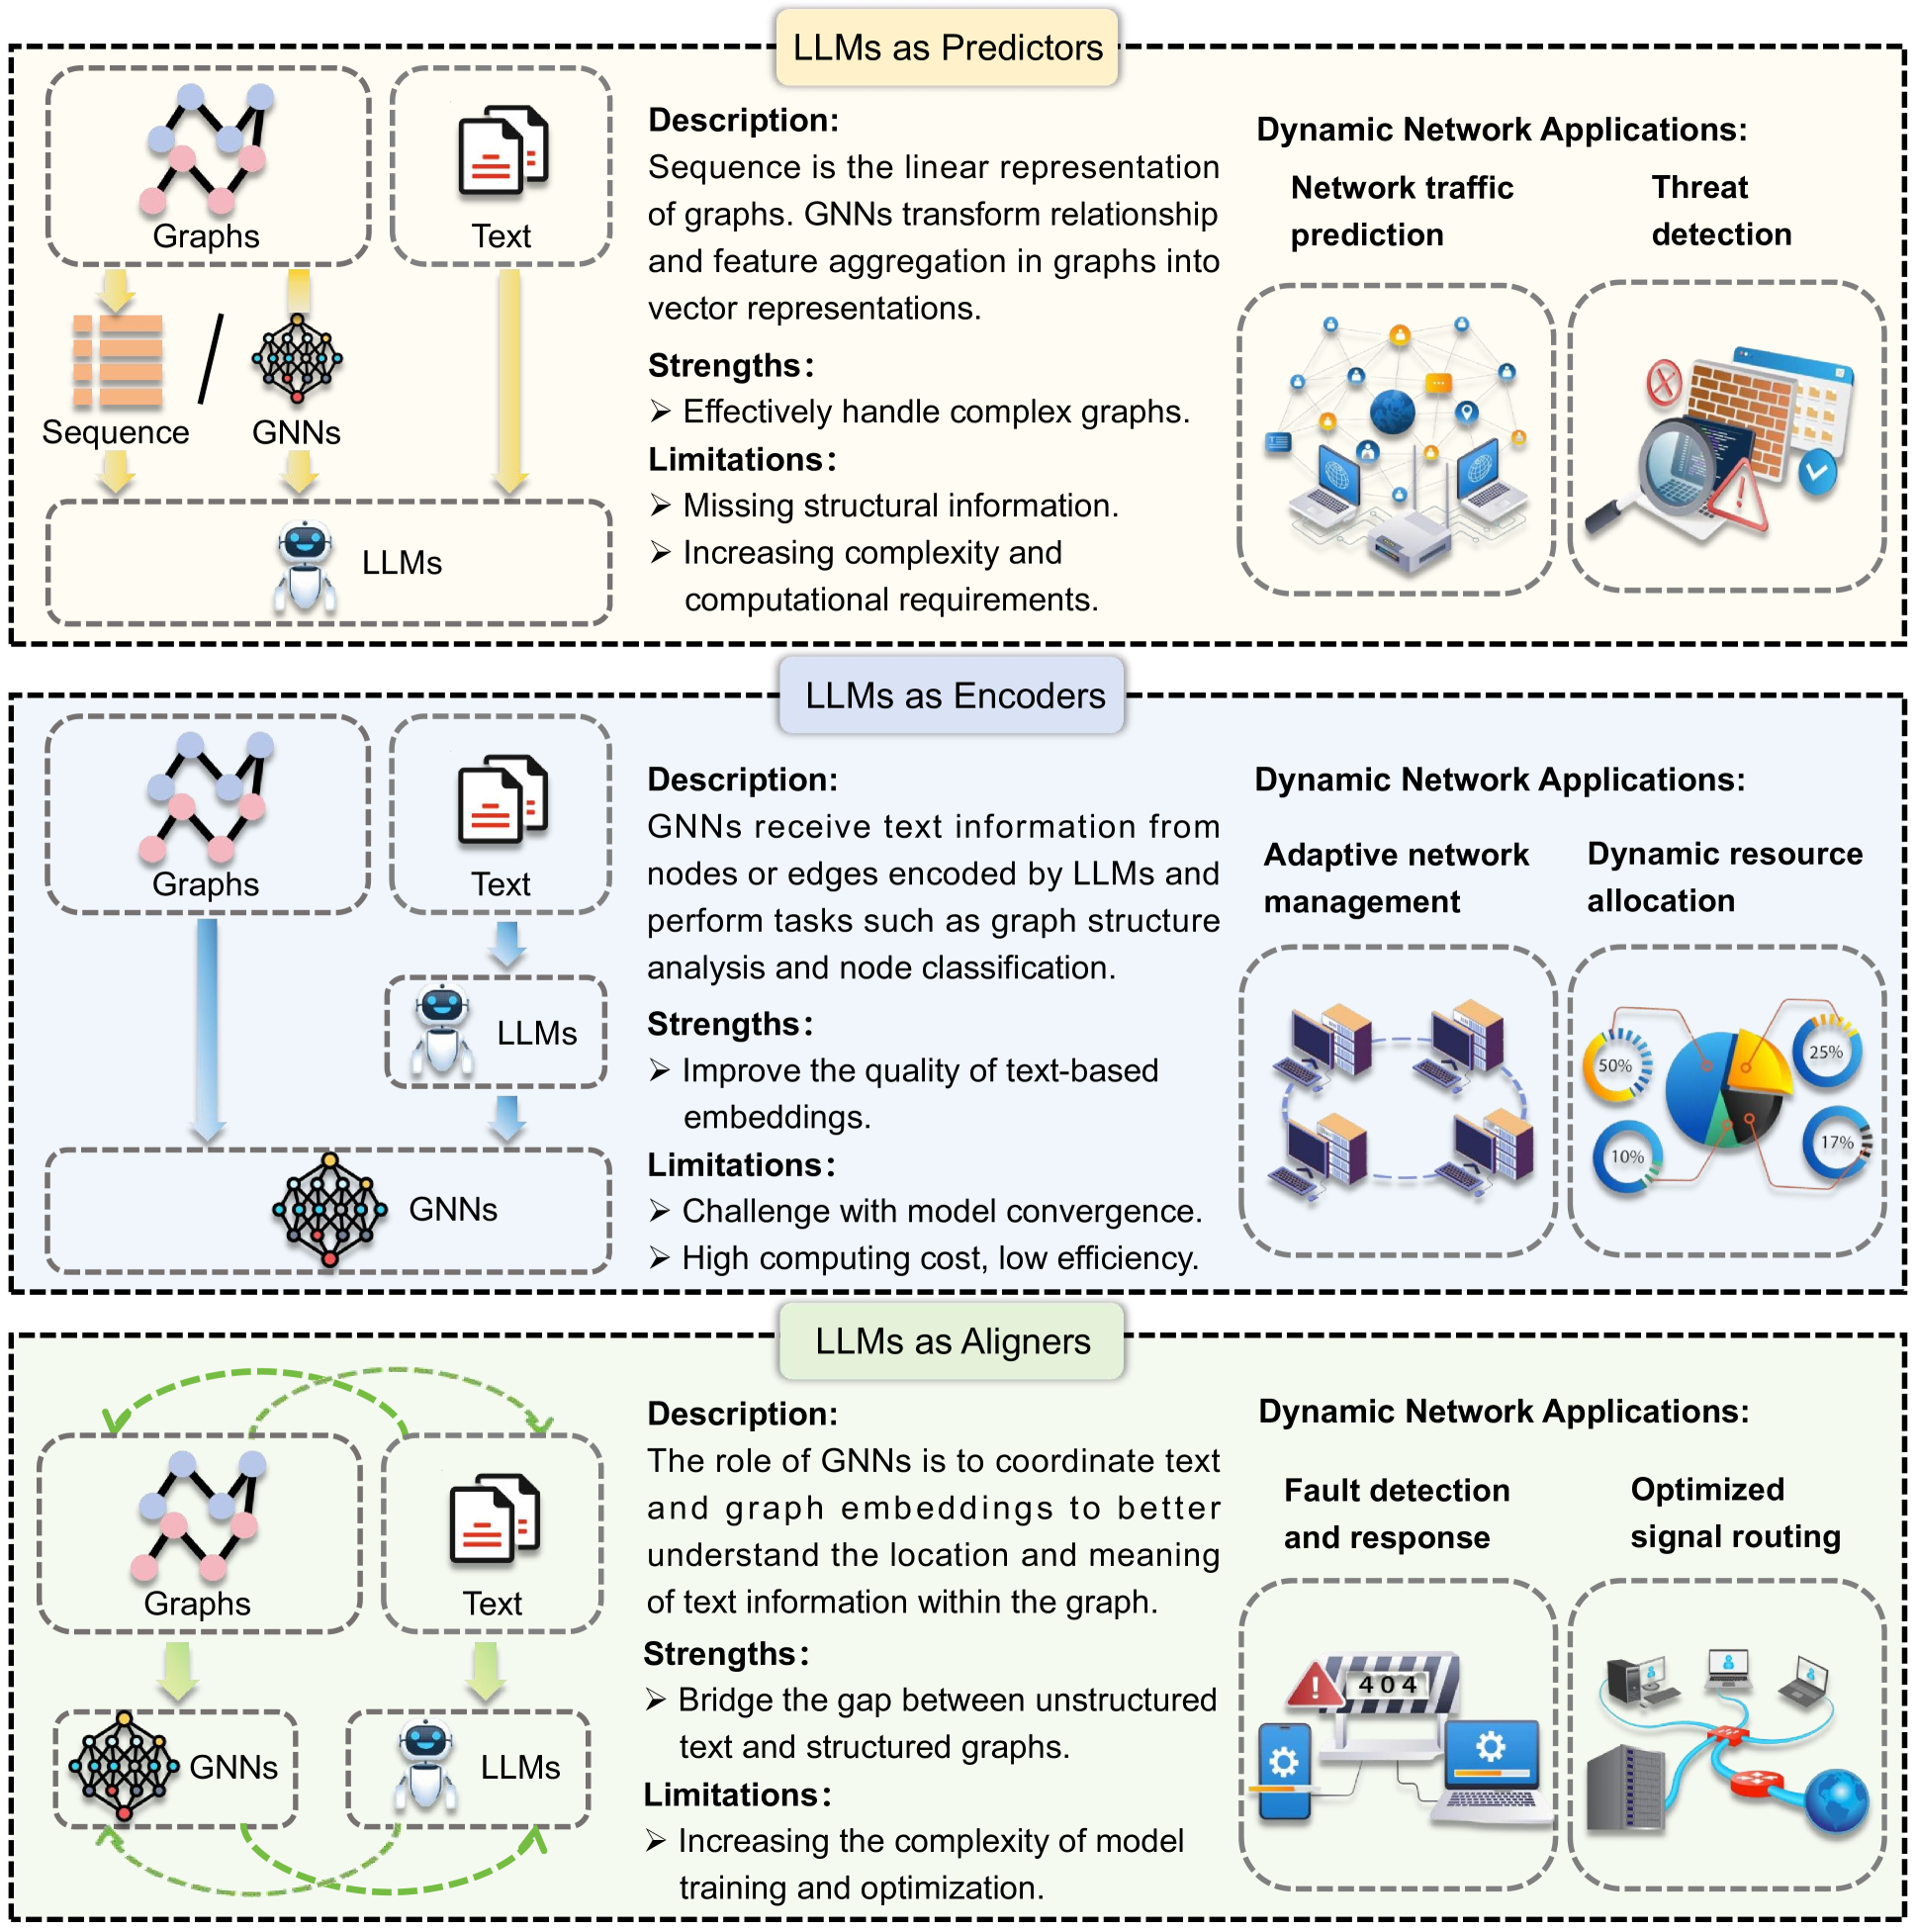 LLMs as Predictors
Graphs
Text
Sequence
GNNs
LLMs
Description:
Sequence is the linear representation
of graphs. GNNs transform relationship
and feature aggregation in graphs into
vector representations.
Strengths:
➢ Effectively handle complex graphs.
Limitations:
➢ Missing structural information.
➢ Increasing complexity and
computational requirements.
Dynamic Network Applications:
Network traffic
prediction
Threat
detection
LLMs as Encoders
Graphs
Text
LLMs
GNNs
Description:
GNNs receive text information from
nodes or edges encoded by LLMs and
perform tasks such as graph structure
analysis and node classification.
Strengths:
➢ Improve the quality of text-based
embeddings.
Limitations:
➢ Challenge with model convergence.
➢ High computing cost, low efficiency.
Dynamic Network Applications:
Adaptive network
management
Dynamic resource
allocation
50%
25%
10%
17%
LLMs as Aligners
Graphs
Text
GNNs
LLMs
Description:
The role of GNNs is to coordinate text
and graph embeddings to better
understand the location and meaning
of text information within the graph.
Strengths:
➢ Bridge the gap between unstructured
text and structured graphs.
Limitations:
➢ Increasing the complexity of model
training and optimization.
Dynamic Network Applications:
Fault detection
and response
Optimized
signal routing
404